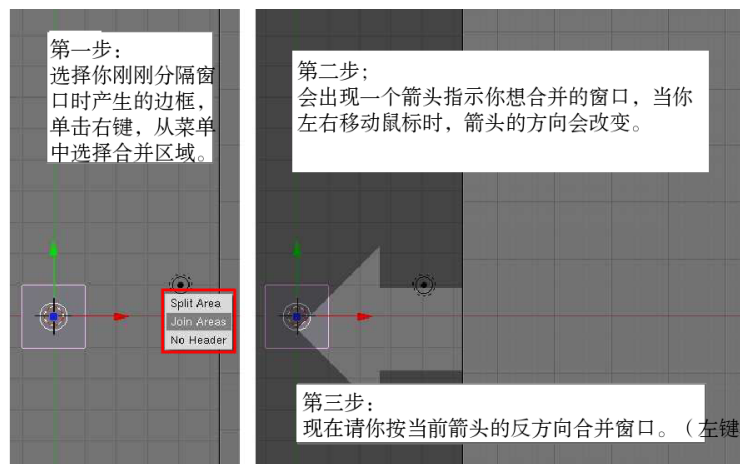 第一步：
选择你刚刚分隔窗
口时产生的边框，
单击右键，从菜单
中选择合并区域。
Split Area
Join Areas
No Header
第二步；
会出现一个箭头指示你想合并的窗口，当你
左右移动鼠标时，箭头的方向会改变。
第三步：
现在请你按当前箭头的反方向合并窗口。（左键